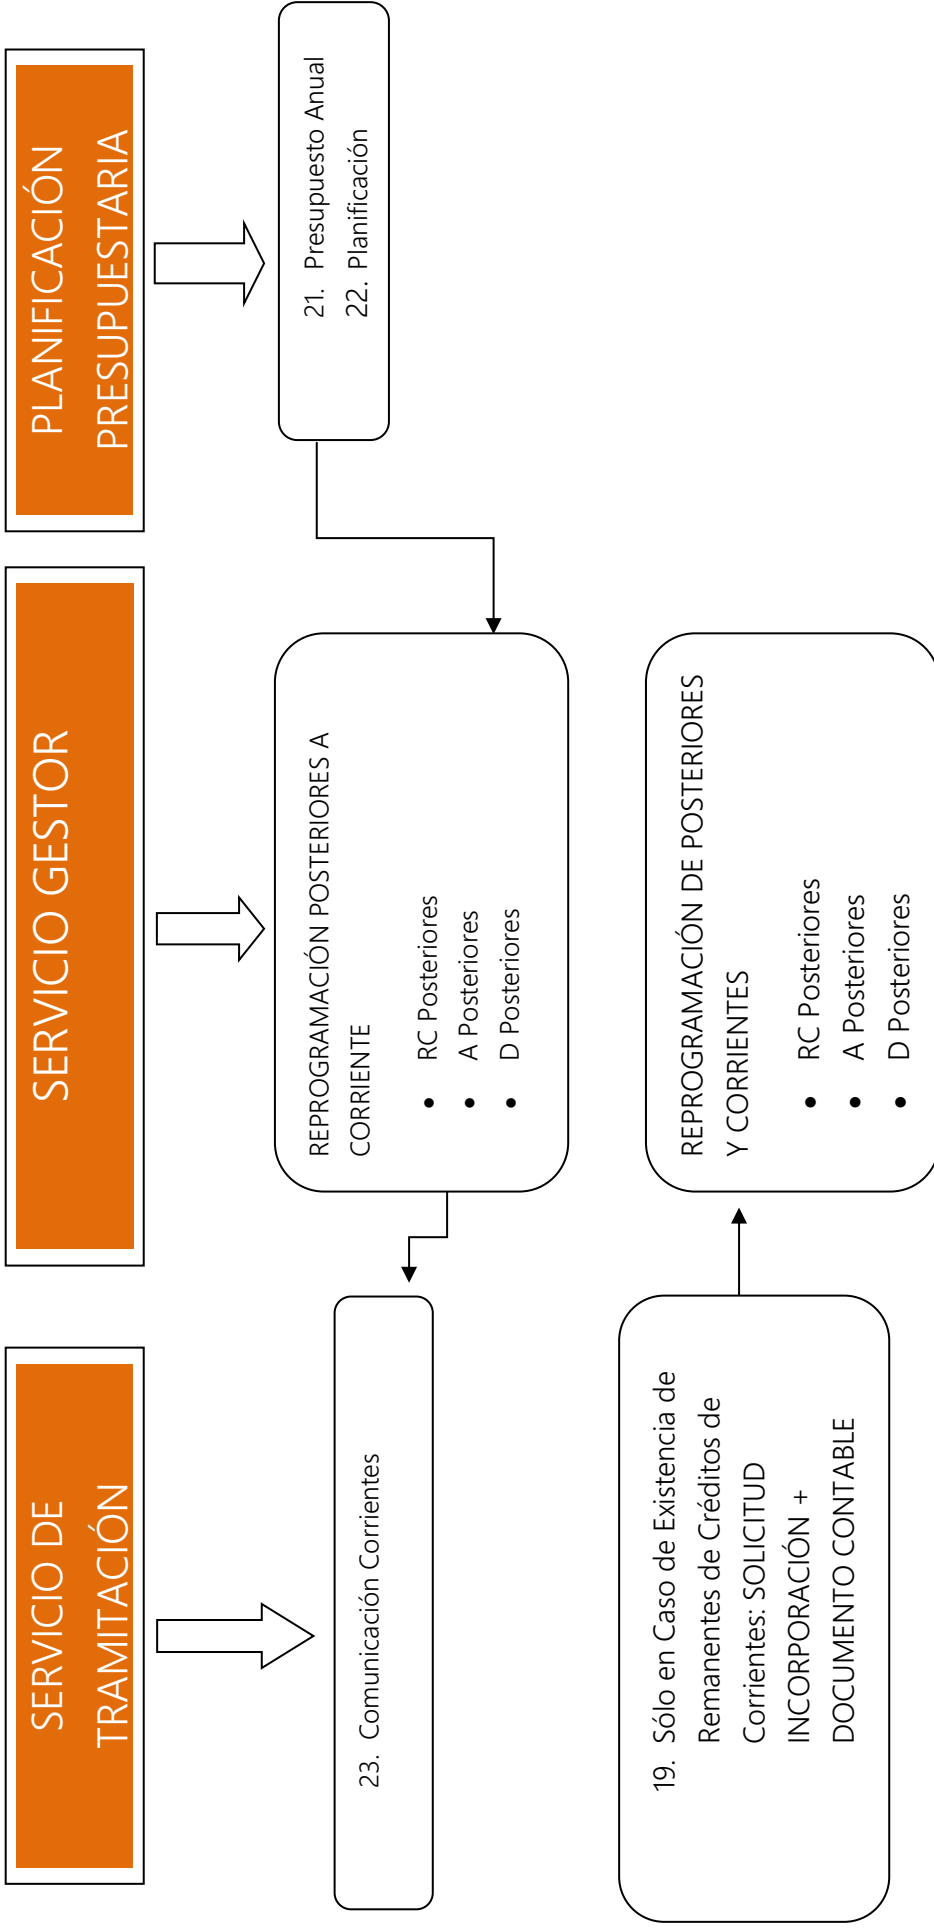 SERVICIO DE
TRAMITACIÓN
SERVICIO GESTOR
PLANIFICACIÓN
PRESUPUESTARIA
23. Comunicación Corrientes
REPROGRAMACIÓN POSTERIORES A
CORRIENTE
• RC Posteriores
• A Posteriores
• D Posteriores
21. Presupuesto Anual
22. Planificación
19. Sólo en Caso de Existencia de
Remanentes de Créditos de
Corrientes: SOLICITUD
INCORPORACIÓN +
DOCUMENTO CONTABLE
REPROGRAMACIÓN DE POSTERIORES
Y CORRIENTES
• RC Posteriores
• A Posteriores
• D Posteriores